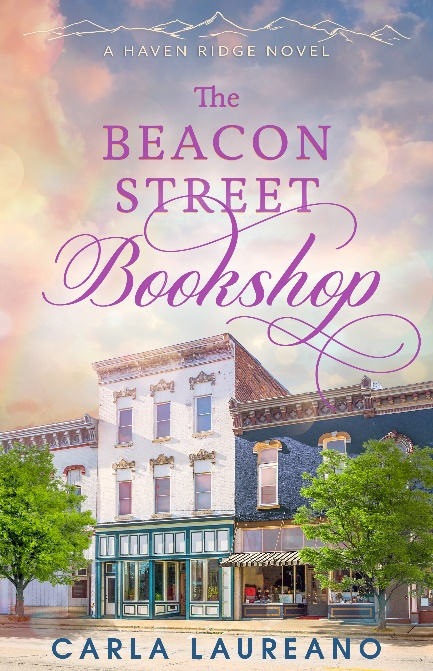 A HAVEN RIDGE NOVEL
The
BEACON
STREET
Bookshop
CARLA LAUREANO